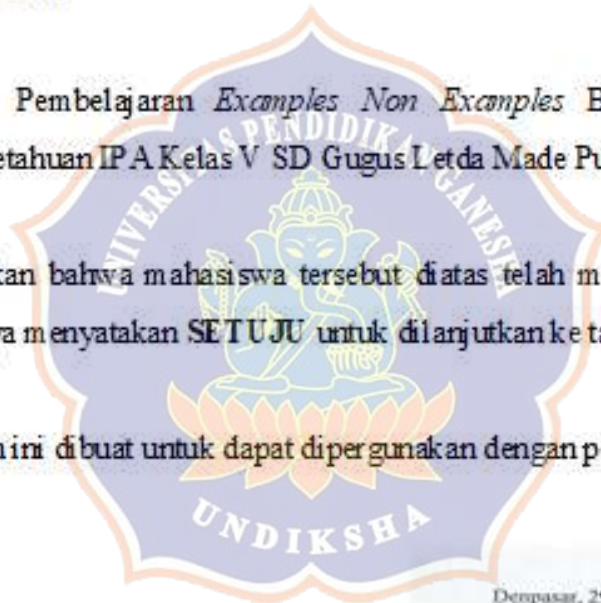 Pembelajaran Examples Non Examples B
etahuan IPA Kelas V SD Gugus Letda Made Pu
UNIVERSITAS PENDIDIKAN GANESHA
kan bahwa mahasiswa tersebut diatas telah m
a menyatakan SETUJU untuk dilanjutkan ke ta
n ini dibuat untuk dapat dipergunakan dengan p
UNDIKSHA
Denpasar, 29